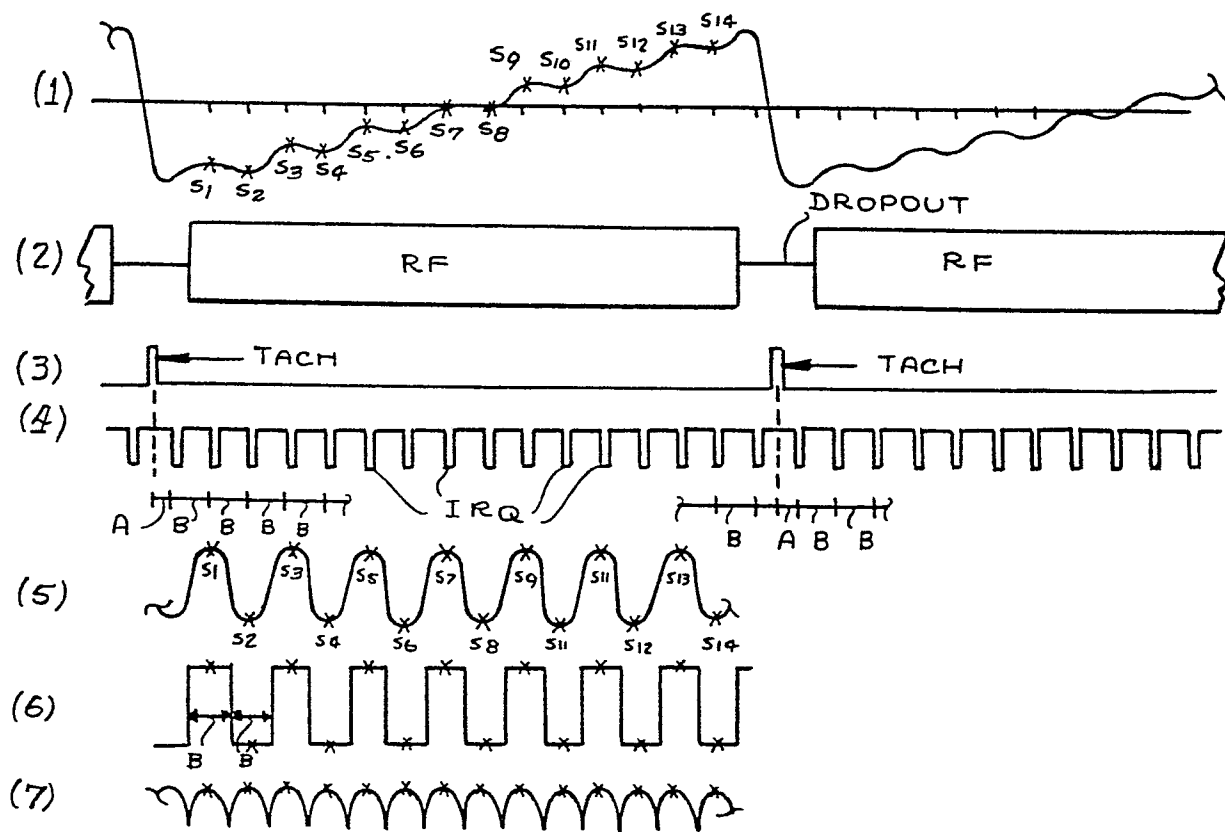 (1)
S1 S2 S3 S4 S5. S6 S7 S8 S9 S10 S11 S12 S13 S14
DROPOUT
(2) RF RF
(3) TACH TACH
(4)
IRQ
A B B B B B A B B
(5)
S1 S3 S5 S7 S9 S11 S13
S2 S4 S6 S8 S11 S12 S14
(6)
B B
(7)